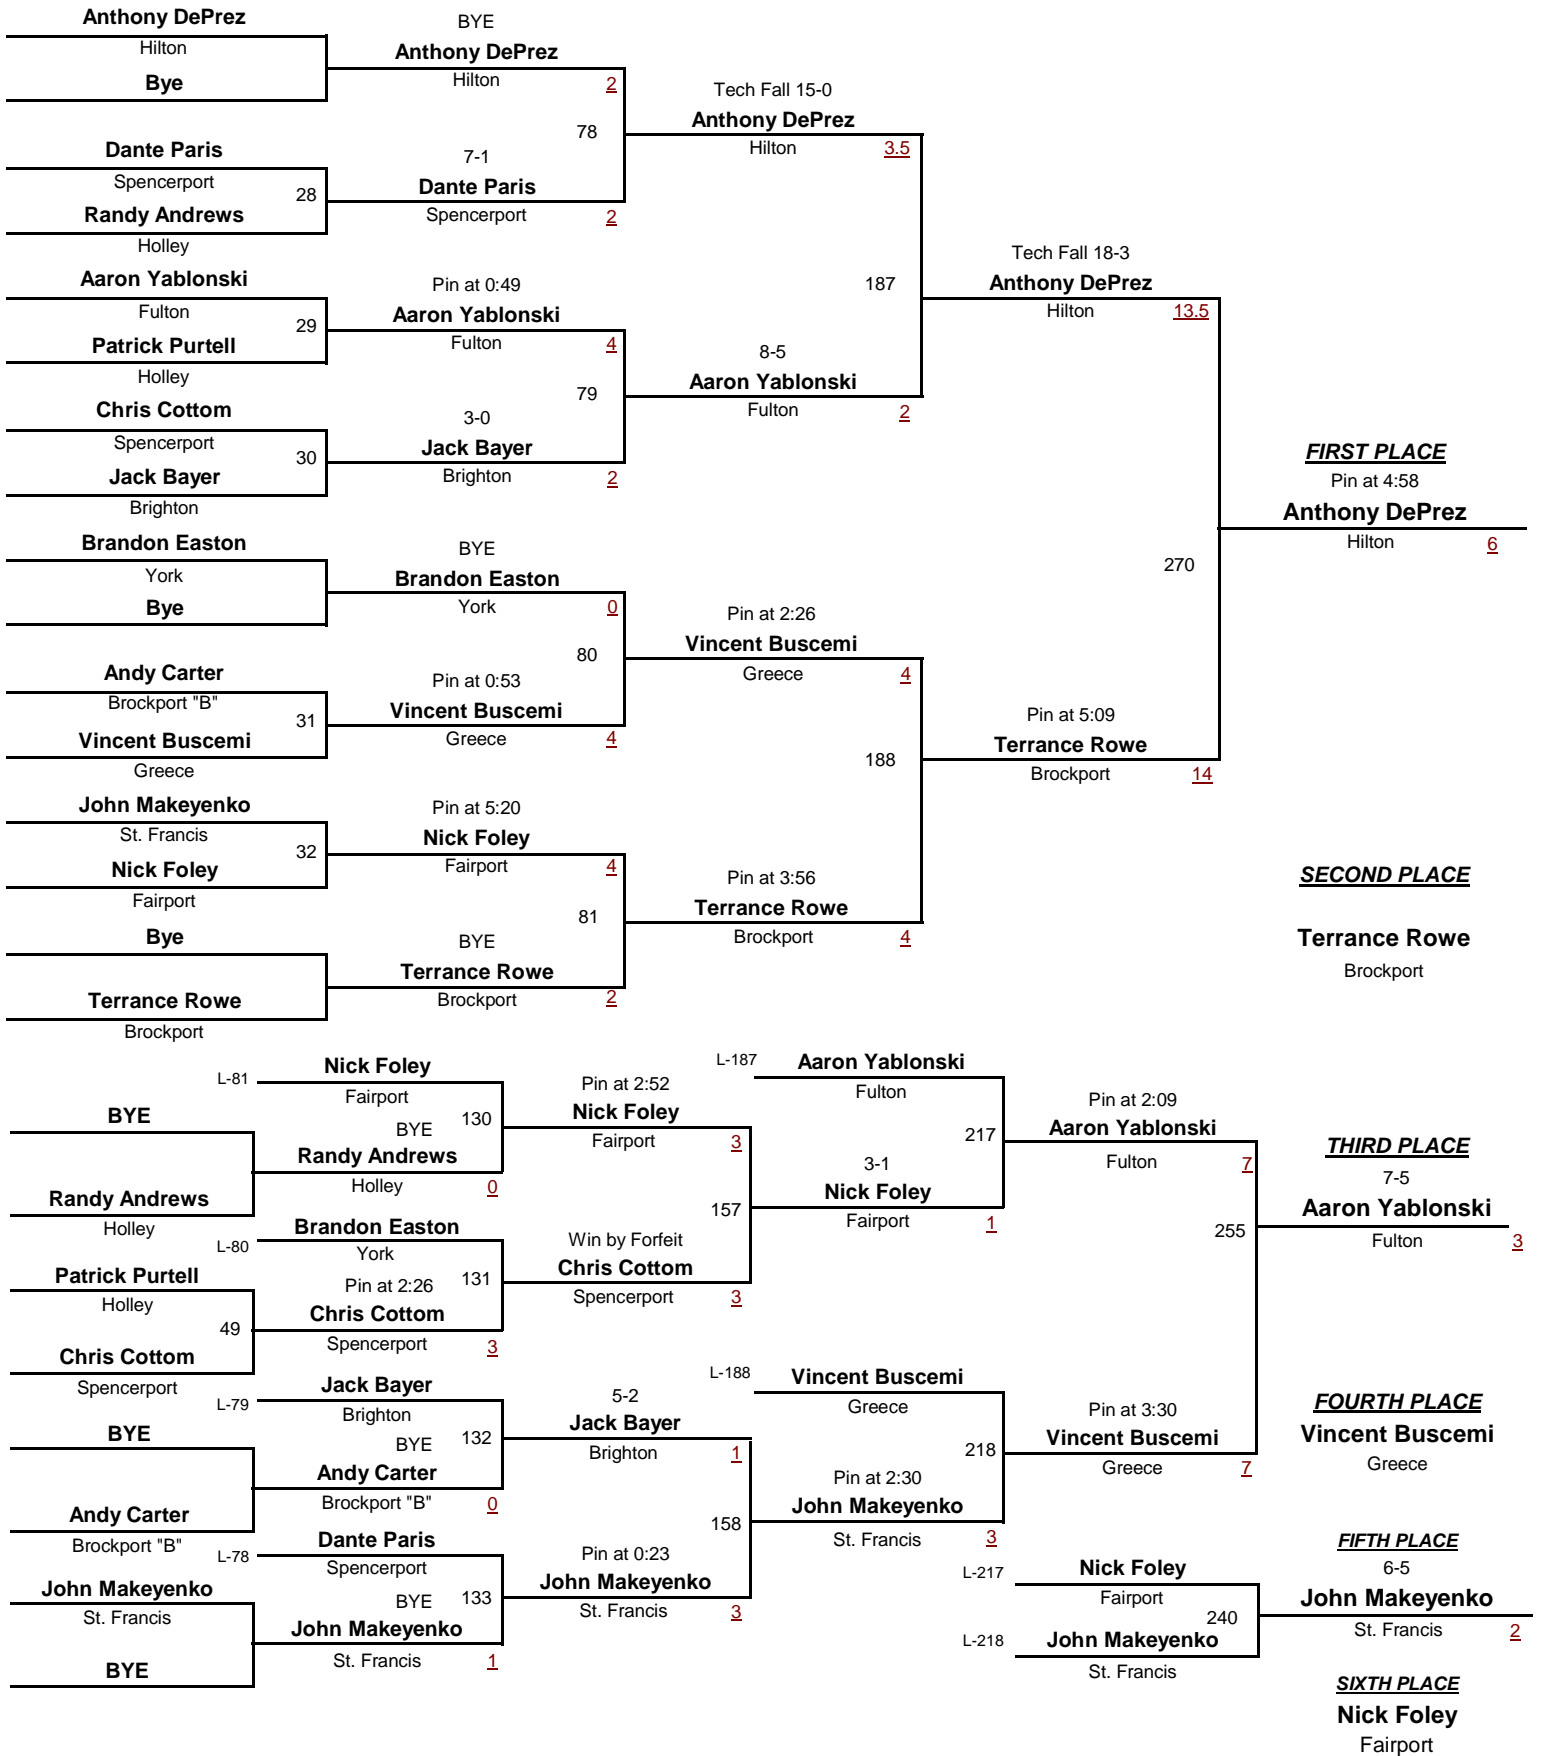 Anthony DePrez
Hilton
Bye
Dante Paris
Spencerport
28
Randy Andrews
Holley
Aaron Yablonski
Fulton
29
Patrick Purtell
Holley
Chris Cottom
Spencerport
30
Jack Bayer
Brighton
Brandon Easton
York
Bye
Andy Carter
Brockport "B"
31
Vincent Buscemi
Greece
John Makeyenko
St. Francis
32
Nick Foley
Fairport
Bye
Terrance Rowe
Brockport
BYE
Anthony DePrez
Hilton
2
78
7-1
Dante Paris
Spencerport
2
Pin at 0:49
Aaron Yablonski
Fulton
4
79
3-0
Jack Bayer
Brighton
2
BYE
Brandon Easton
York
0
80
Pin at 0:53
Vincent Buscemi
Greece
4
Pin at 5:20
Nick Foley
Fairport
4
81
BYE
Terrance Rowe
Brockport
2
Tech Fall 15-0
Anthony DePrez
Hilton
3.5
187
8-5
Aaron Yablonski
Fulton
2
Pin at 2:26
Vincent Buscemi
Greece
4
188
Pin at 3:56
Terrance Rowe
Brockport
4
Tech Fall 18-3
Anthony DePrez
Hilton
13.5
270
Pin at 5:09
Terrance Rowe
Brockport
14
FIRST PLACE
Pin at 4:58
Anthony DePrez
Hilton
6
SECOND PLACE
Terrance Rowe
Brockport
L-81
BYE
Randy Andrews
Holley
L-80
Patrick Purtell
Holley
49
Chris Cottom
Spencerport
L-79
BYE
Andy Carter
Brockport "B"
L-78
John Makeyenko
St. Francis
BYE
Nick Foley
Fairport
130
BYE
Randy Andrews
Holley
0
Brandon Easton
York
131
Pin at 2:26
Chris Cottom
Spencerport
3
Jack Bayer
Brighton
132
BYE
Andy Carter
Brockport "B"
0
Dante Paris
Spencerport
133
BYE
John Makeyenko
St. Francis
1
Pin at 2:52
Nick Foley
Fairport
3
157
Win by Forfeit
Chris Cottom
Spencerport
3
5-2
Jack Bayer
Brighton
1
158
Pin at 0:23
John Makeyenko
St. Francis
3
L-187
Aaron Yablonski
Fulton
217
3-1
Nick Foley
Fairport
1
L-188
Vincent Buscemi
Greece
218
Pin at 2:30
John Makeyenko
St. Francis
3
Pin at 2:09
Aaron Yablonski
Fulton
7
255
Pin at 3:30
Vincent Buscemi
Greece
7
THIRD PLACE
7-5
Aaron Yablonski
Fulton
3
FOURTH PLACE
Vincent Buscemi
Greece
L-217
Nick Foley
Fairport
240
L-218
John Makeyenko
St. Francis
FIFTH PLACE
6-5
John Makeyenko
St. Francis
2
SIXTH PLACE
Nick Foley
Fairport